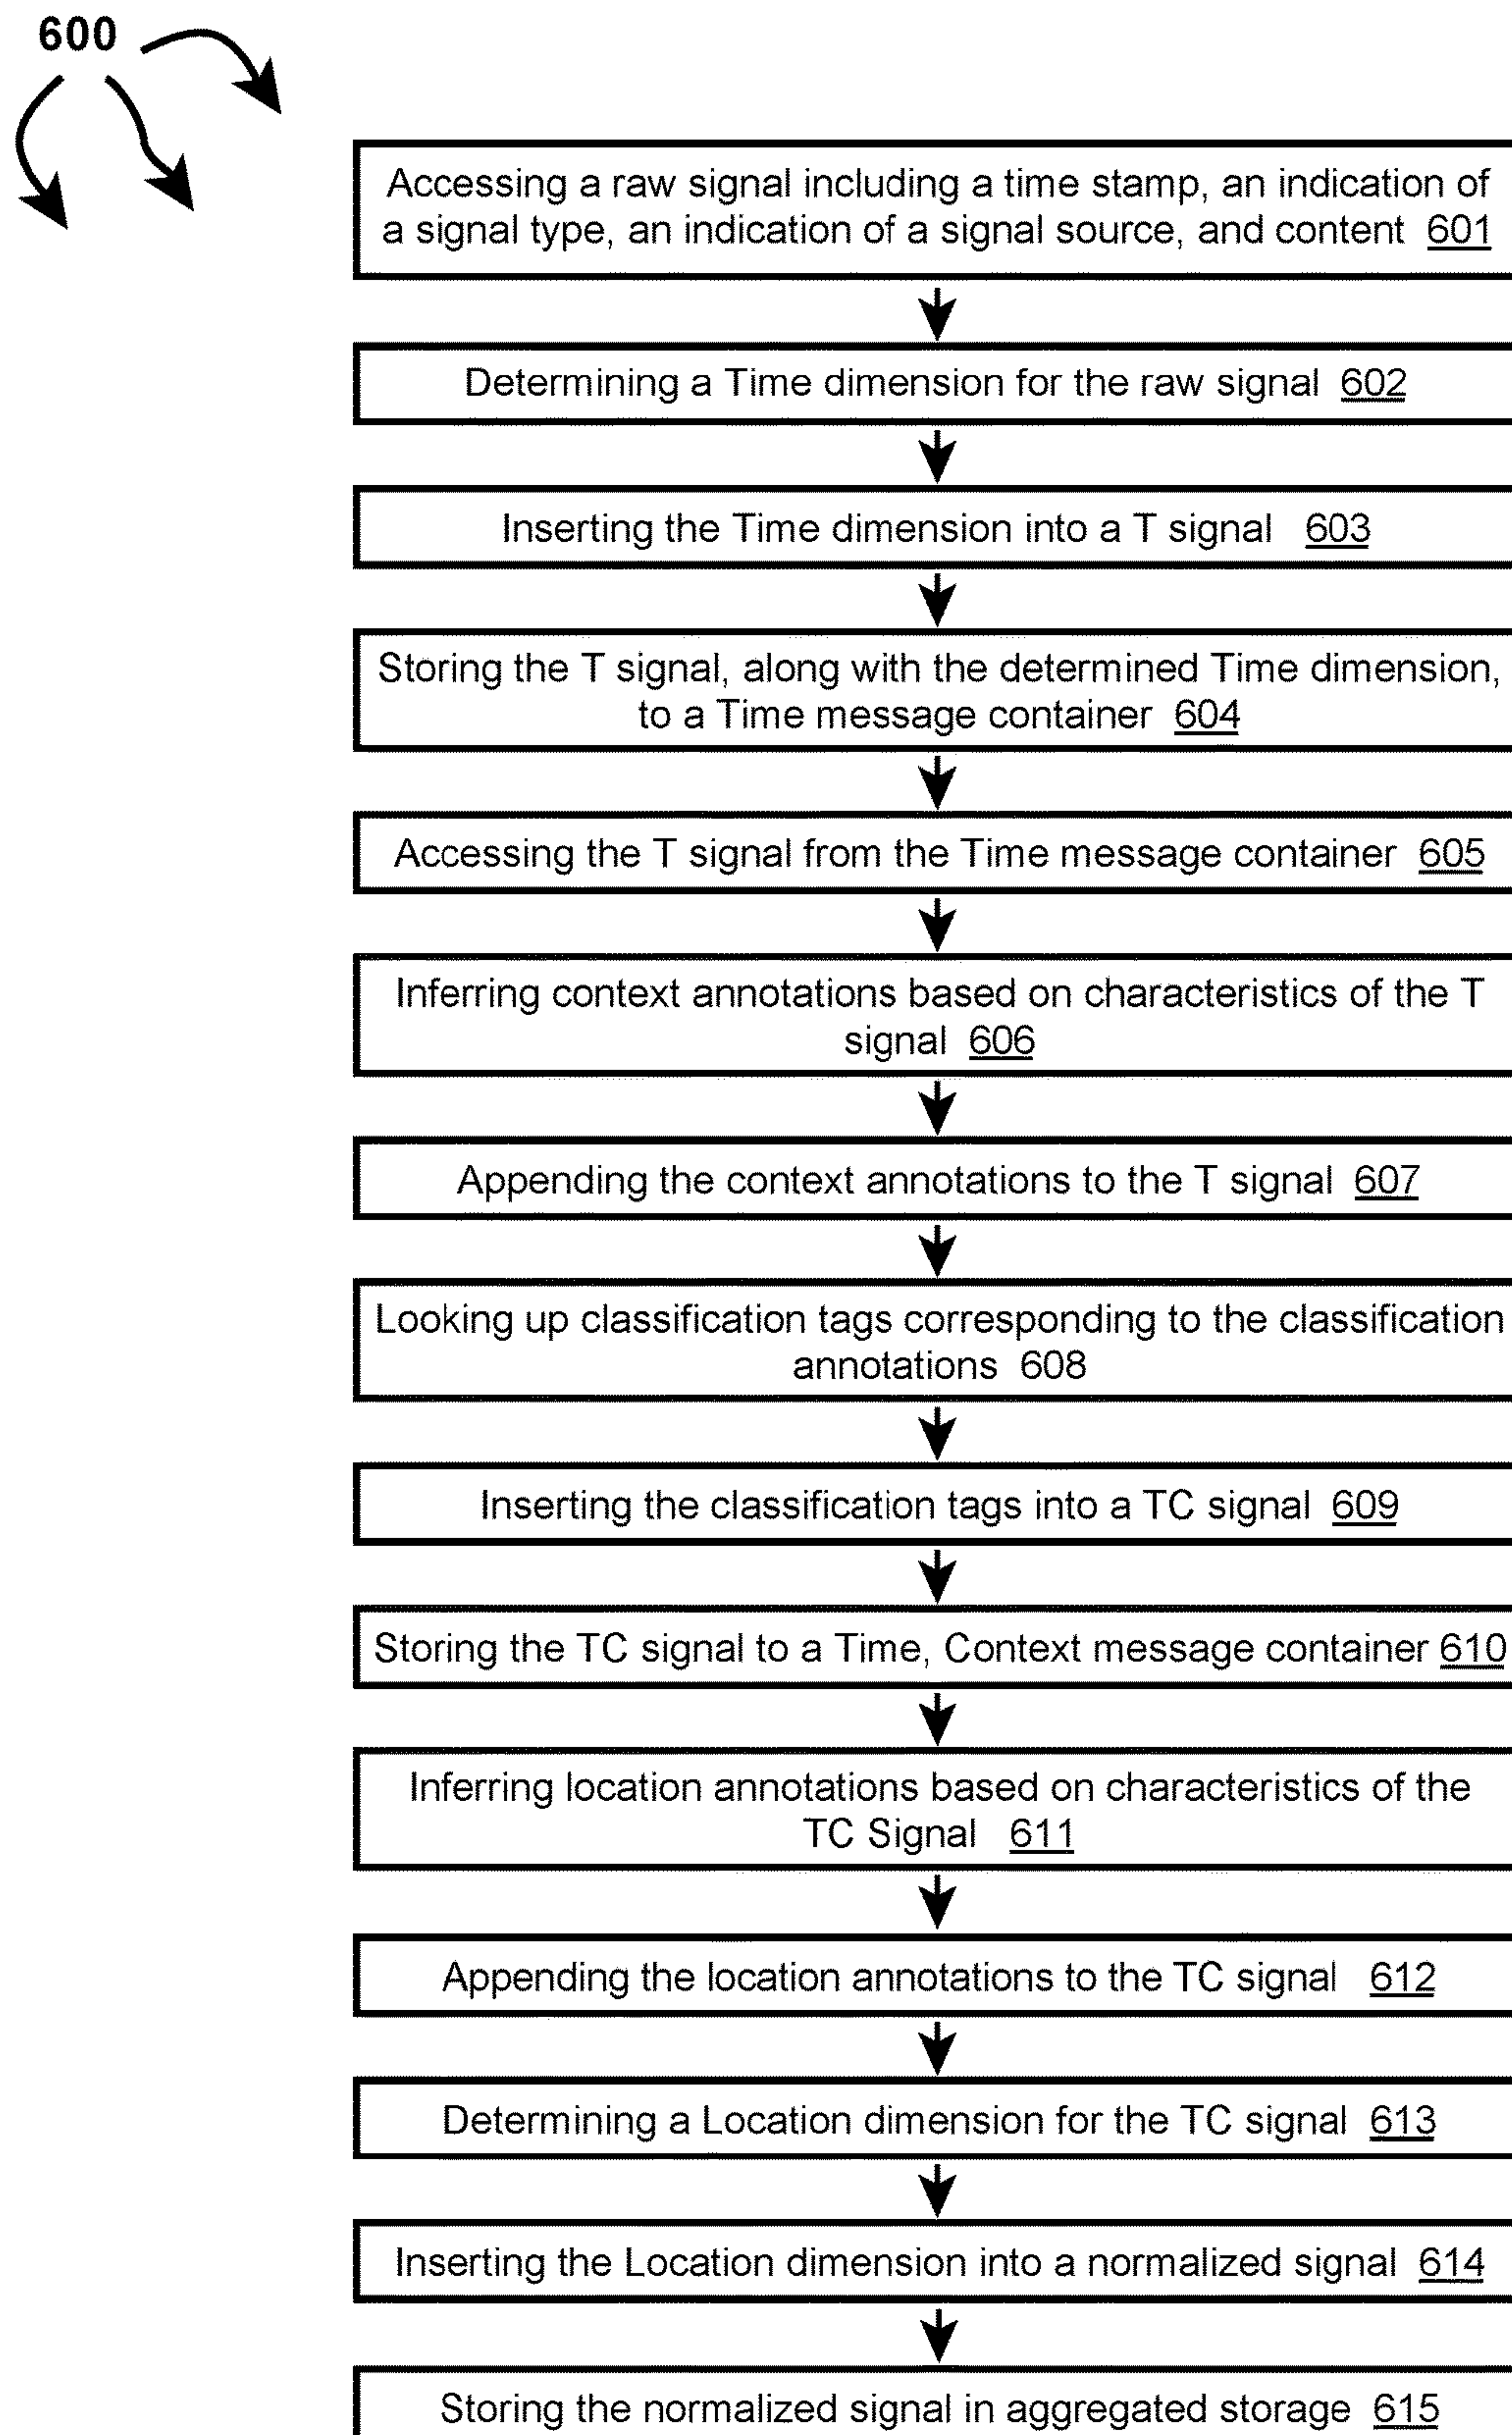 600
Accessing a raw signal including a time stamp, an indication of
a signal type, an indication of a signal source, and content 601
Determining a Time dimension for the raw signal 602
Inserting the Time dimension into a T signal 603
Storing the T signal, along with the determined Time dimension,
to a Time message container 604
Accessing the T signal from the Time message container 605
Inferring context annotations based on characteristics of the T
signal 606
Appending the context annotations to the T signal 607
Looking up classification tags corresponding to the classification
annotations 608
Inserting the classification tags into a TC signal 609
Storing the TC signal to a Time, Context message container 610
Inferring location annotations based on characteristics of the
TC Signal 611
Appending the location annotations to the TC signal 612
Determining a Location dimension for the TC signal 613
Inserting the Location dimension into a normalized signal 614
Storing the normalized signal in aggregated storage 615